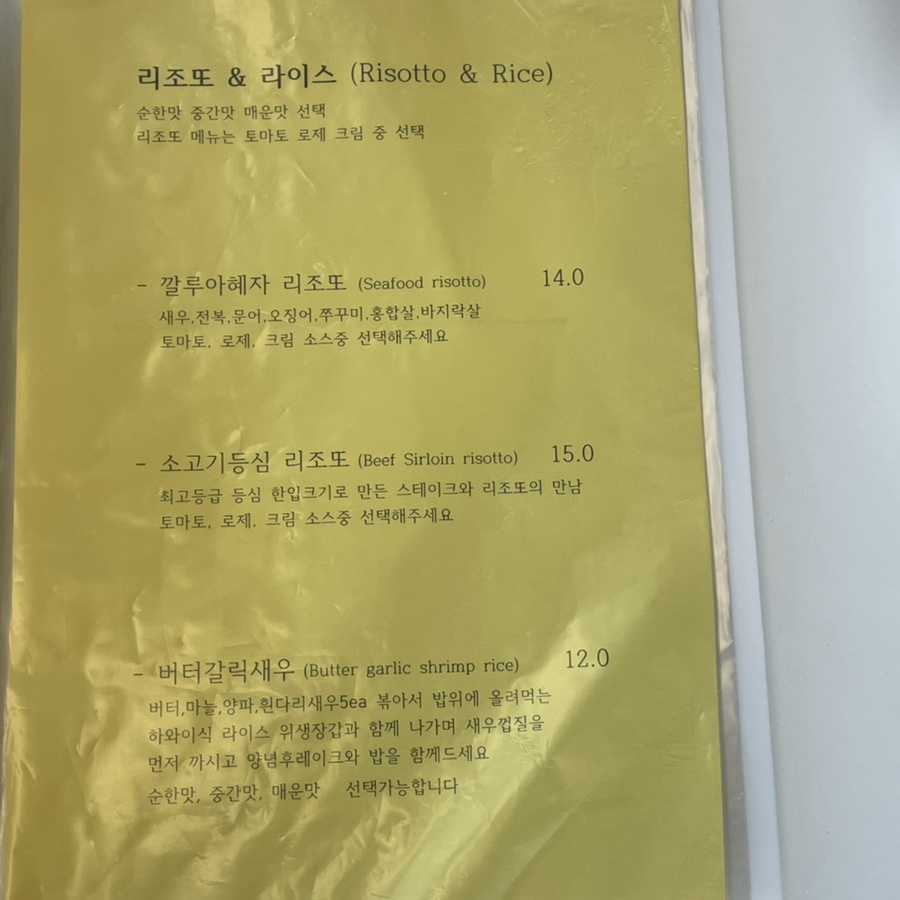 리조또 & 라이스 (Risotto & Rice)
순한맛 중간맛 매운맛 선택
리조또 메뉴는 토마토 로제 크림 중 선택
- 깔루아혜자 리조또 (Seafood risotto) 14.0
새우,전복,문어,오징어,쭈꾸미,홍합살,바지락살
토마토, 로제, 크림 소스중 선택해주세요
- 소고기등심 리조또 (Beef Sirloin risotto) 15.0
최고등급 등심 한입크기로 만든 스테이크와 리조또의 만남
토마토, 로제, 크림 소스중 선택해주세요
- 버터갈릭새우 (Butter garlic shrimp rice) 12.0
버터,마늘,양파,흰다리새우5ea 볶아서 밥위에 올려먹는
하와이식 라이스 위생장갑과 함께 나가며 새우껍질을
먼저 까시고 양념후레이크와 밥을 함께드세요
순한맛, 중간맛, 매운맛 선택가능합니다